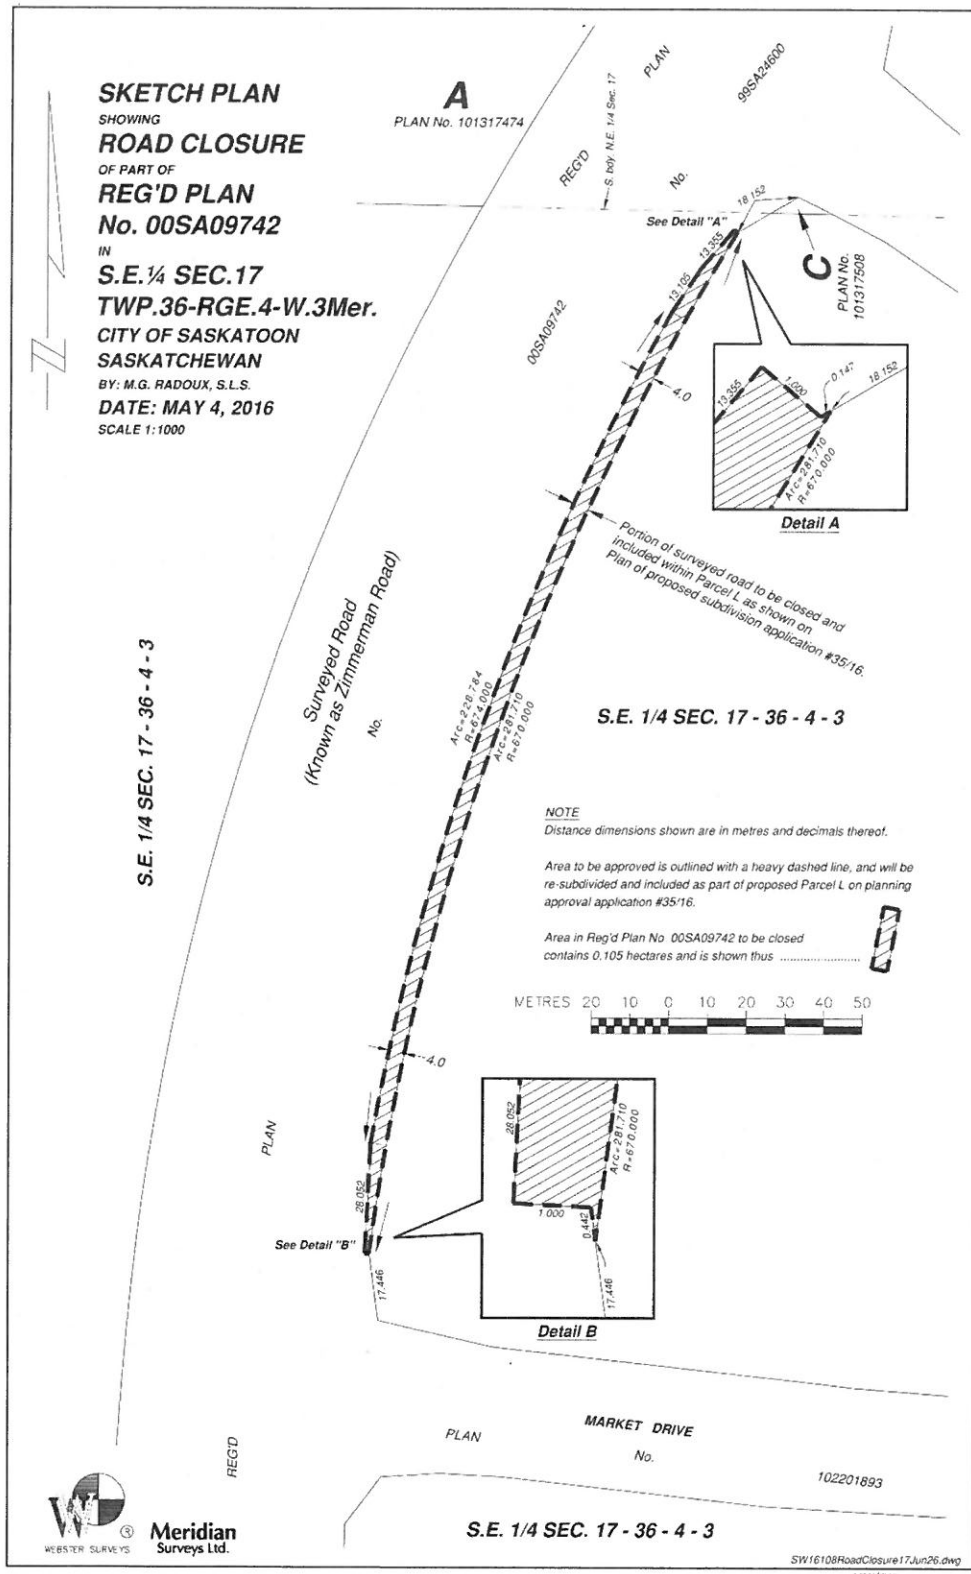 SKETCH PLAN
SHOWING
ROAD CLOSURE
OF PART OF
REG'D PLAN
No. 00SA09742
IN
S.E.¼ SEC.17
TWP.36-RGE.4-W.3Mer.
CITY OF SASKATOON
SASKATCHEWAN
BY: M.G. RADOUX, S.L.S.
DATE: MAY 4, 2016
SCALE 1:1000
A
PLAN No. 101317474
REG'D
PLAN
No.
99SA24600
S. bdy. N.E. 1/4 Sec. 17
See Detail "A"
18.152
C
PLAN No.
101317508
13.355
13.105
00SA09742
4.0
13.355
1.000
0.147
18.152
Arc=281.710
R=670.000
Detail A
Portion of surveyed road to be closed and
included within Parcel L as shown on
Plan of proposed subdivision application #35/16.
Surveyed Road
(Known as Zimmerman Road)
No.
S.E. 1/4 SEC. 17 - 36 - 4 - 3
Arc=228.784
R=674.000
Arc=281.710
R=670.000
S.E. 1/4 SEC. 17 - 36 - 4 - 3
NOTE
Distance dimensions shown are in metres and decimals thereof.
Area to be approved is outlined with a heavy dashed line, and will be
re-subdivided and included as part of proposed Parcel L on planning
approval application #35/16.
Area in Reg'd Plan No. 00SA09742 to be closed
contains 0.105 hectares and is shown thus ....................
METRES 20 10 0 10 20 30 40 50
4.0
PLAN
28.052
See Detail "B"
17.446
28.052
1.000
0.442
Arc=281.710
R=670.000
17.446
Detail B
REG'D
PLAN
MARKET DRIVE
No.
102201893
S.E. 1/4 SEC. 17 - 36 - 4 - 3
W
®
WEBSTER SURVEYS
Meridian
Surveys Ltd.
SW16108RoadClosure17Jun26.dwg